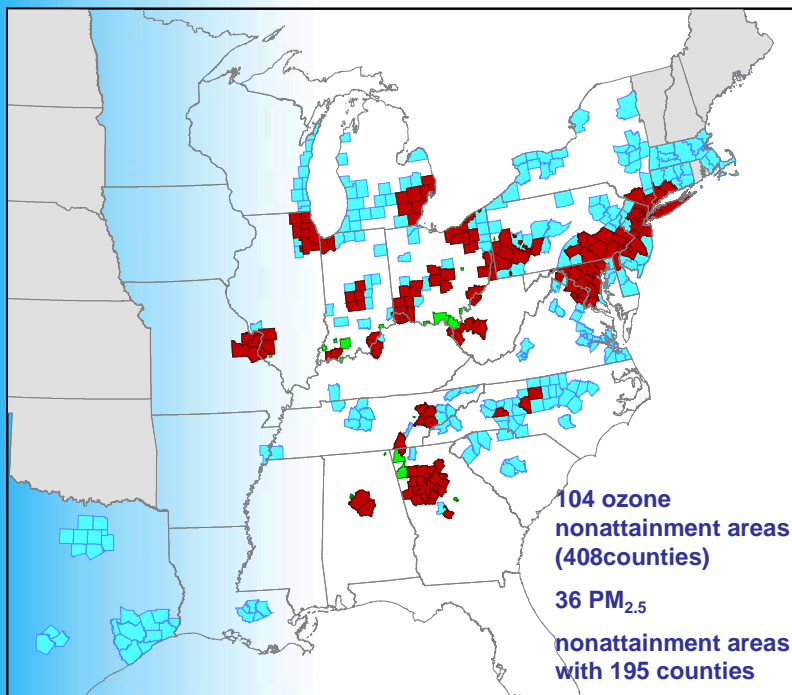 104 ozone
nonattainment areas
(408counties)
36 PM2.5
nonattainment areas
with 195 counties